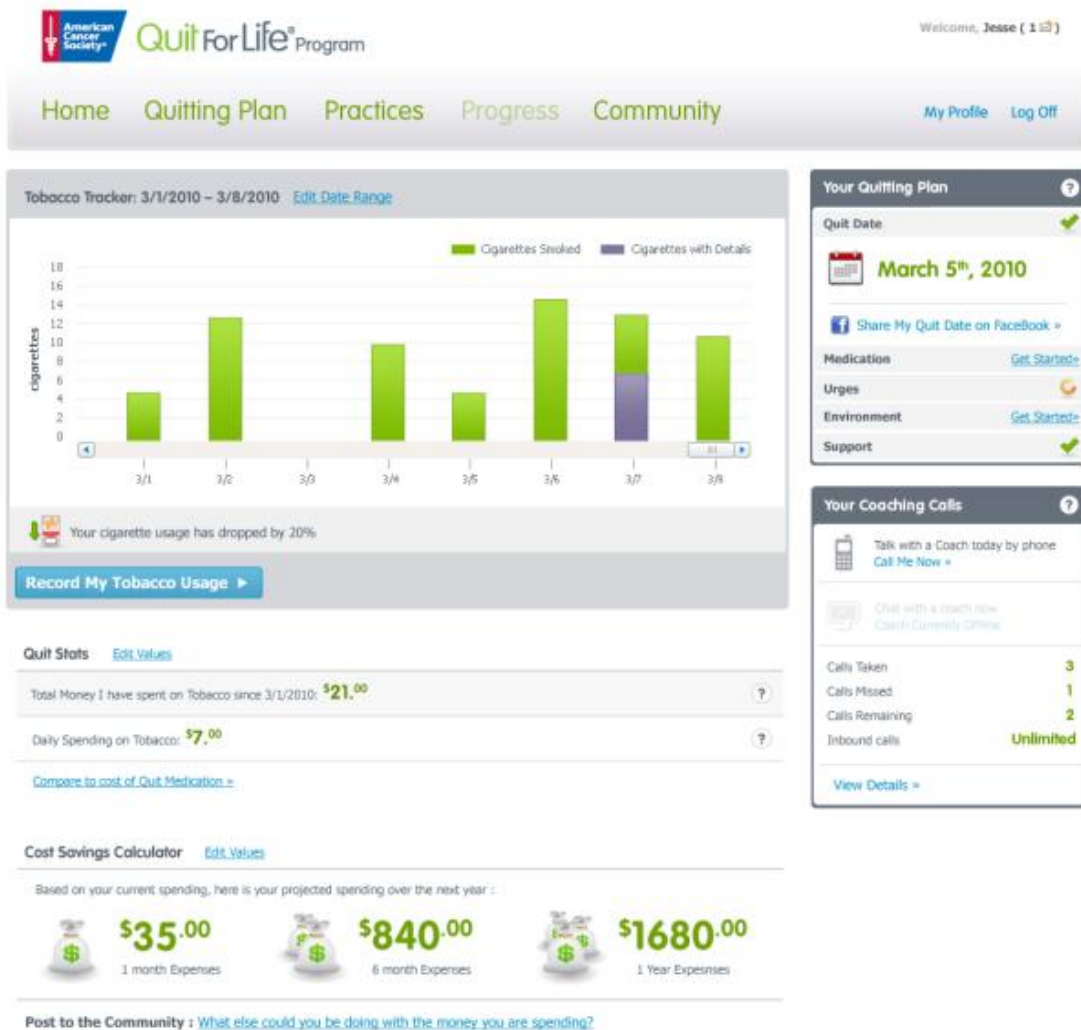 American
Cancer
Society®
Quit For Life® Program
Welcome, Jesse ( 1 )
Home Quitting Plan Practices Progress Community
My Profile Log Off
Tobacco Tracker: 3/1/2010 – 3/8/2010 Edit Date Range
Cigarettes Smoked Cigarettes with Details
18
16
14
12
10
8
6
4
2
0
cigarettes
3/1 3/2 3/3 3/4 3/5 3/6 3/7 3/8
Your cigarette usage has dropped by 20%
Record My Tobacco Usage
Quit Stats Edit Values
Total Money I have spent on Tobacco since 3/1/2010: $21.00 ?
Daily Spending on Tobacco: $7.00 ?
Compare to cost of Quit Medication »
Cost Savings Calculator Edit Values
Based on your current spending, here is your projected spending over the next year :
$35.00 $840.00 $1680.00
1 month Expenses 6 month Expenses 1 Year Expesnses
Post to the Community : What else could you be doing with the money you are spending?
Your Quitting Plan ?
Quit Date
March 5th, 2010
Share My Quit Date on FaceBook »
Medication Get Started»
Urges
Environment Get Started»
Support
Your Coaching Calls ?
Talk with a Coach today by phone
Call Me Now »
Chat with a coach now
Coach Currently Offline
Calls Taken 3
Calls Missed 1
Calls Remaining 2
Inbound calls Unlimited
View Details »